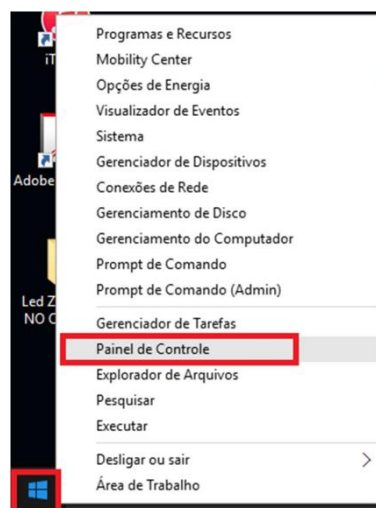 iT
Adobe
Led Z
NO C
Programas e Recursos
Mobility Center
Opções de Energia
Visualizador de Eventos
Sistema
Gerenciador de Dispositivos
Conexões de Rede
Gerenciamento de Disco
Gerenciamento do Computador
Prompt de Comando
Prompt de Comando (Admin)
Gerenciador de Tarefas
Painel de Controle
Explorador de Arquivos
Pesquisar
Executar
Desligar ou sair
Área de Trabalho